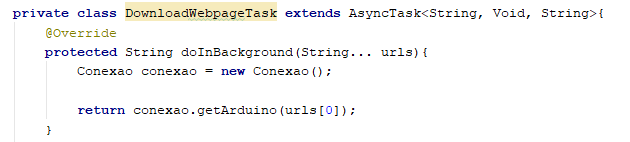 private class DownloadWebpageTask extends AsyncTask<String, Void, String>{
@Override
protected String doInBackground(String... urls){
Conexao conexao = new Conexao();
return conexao.getArduino(urls[0]);
}